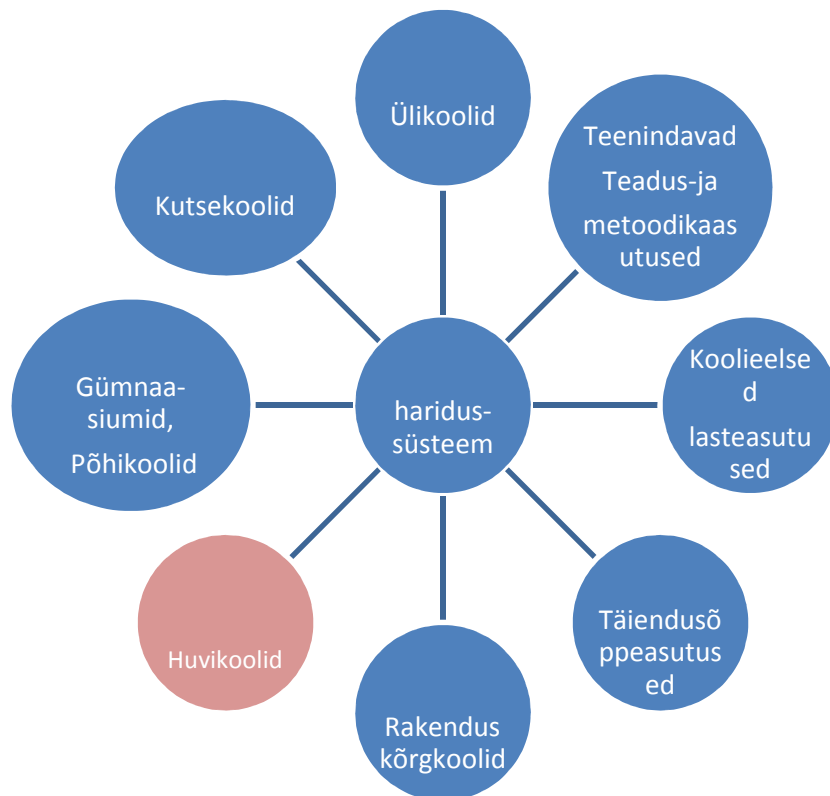 Ülikoolid
Teenindavad
Teadus-ja
metoodikaas
utused
Kutsekoolid
Koolieelse
d
lasteasutu
sed
Gümnaa-
siumid,
Põhikoolid
haridus-
süsteem
Huvikoolid
Täiendusõ
ppeasutus
ed
Rakendus
kõrgkoolid